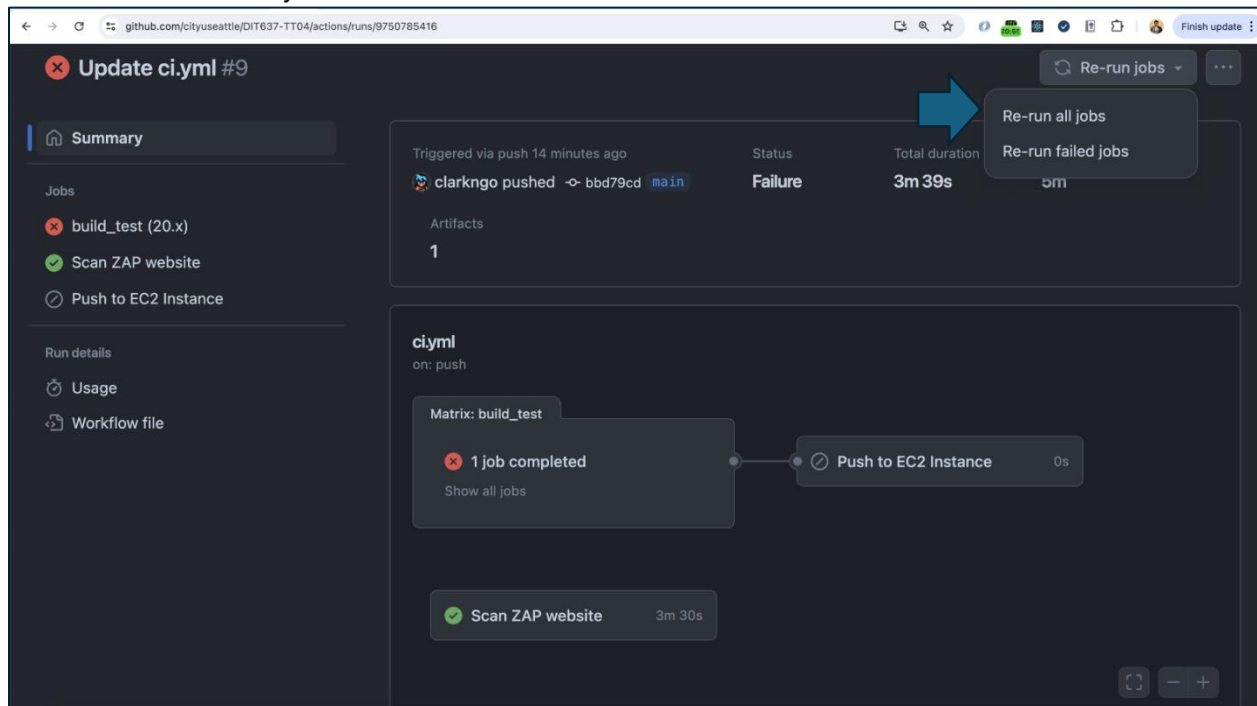 github.com/cityuseattle/DIT637-TT04/actions/runs/9750785416
20:51
Finish update
Update ci.yml #9
Re-run jobs
Re-run all jobs
Re-run failed jobs
Summary
Triggered via push 14 minutes ago
Status
Total duration
clarkngo pushed bbd79cd main
Failure
3m 39s
5m
Jobs
build_test (20.x)
Scan ZAP website
Push to EC2 Instance
Artifacts
1
Run details
Usage
Workflow file
ci.yml
on: push
Matrix: build_test
1 job completed
Show all jobs
Push to EC2 Instance 0s
Scan ZAP website 3m 30s